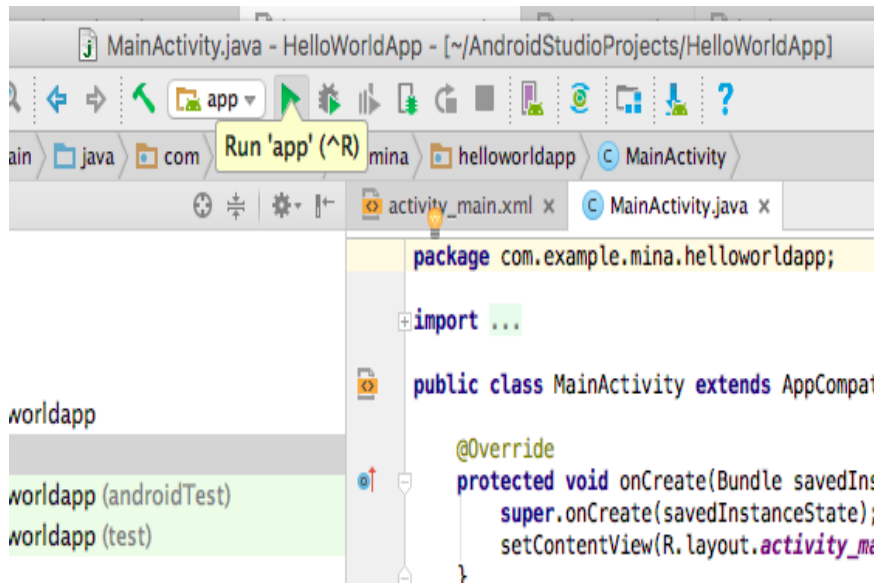 MainActivity.java - HelloWorldApp - [~/AndroidStudioProjects/HelloWorldApp]
app
?
Run 'app' (^R)
ain java com mina helloworldapp C MainActivity
activity_main.xml × C MainActivity.java ×
package com.example.mina.helloworldapp;
import ...
public class MainActivity extends AppCompat
worldapp
@Override
protected void onCreate(Bundle savedIns
worldapp (androidTest)
super.onCreate(savedInstanceState);
worldapp (test)
setContentView(R.layout.activity_ma
}